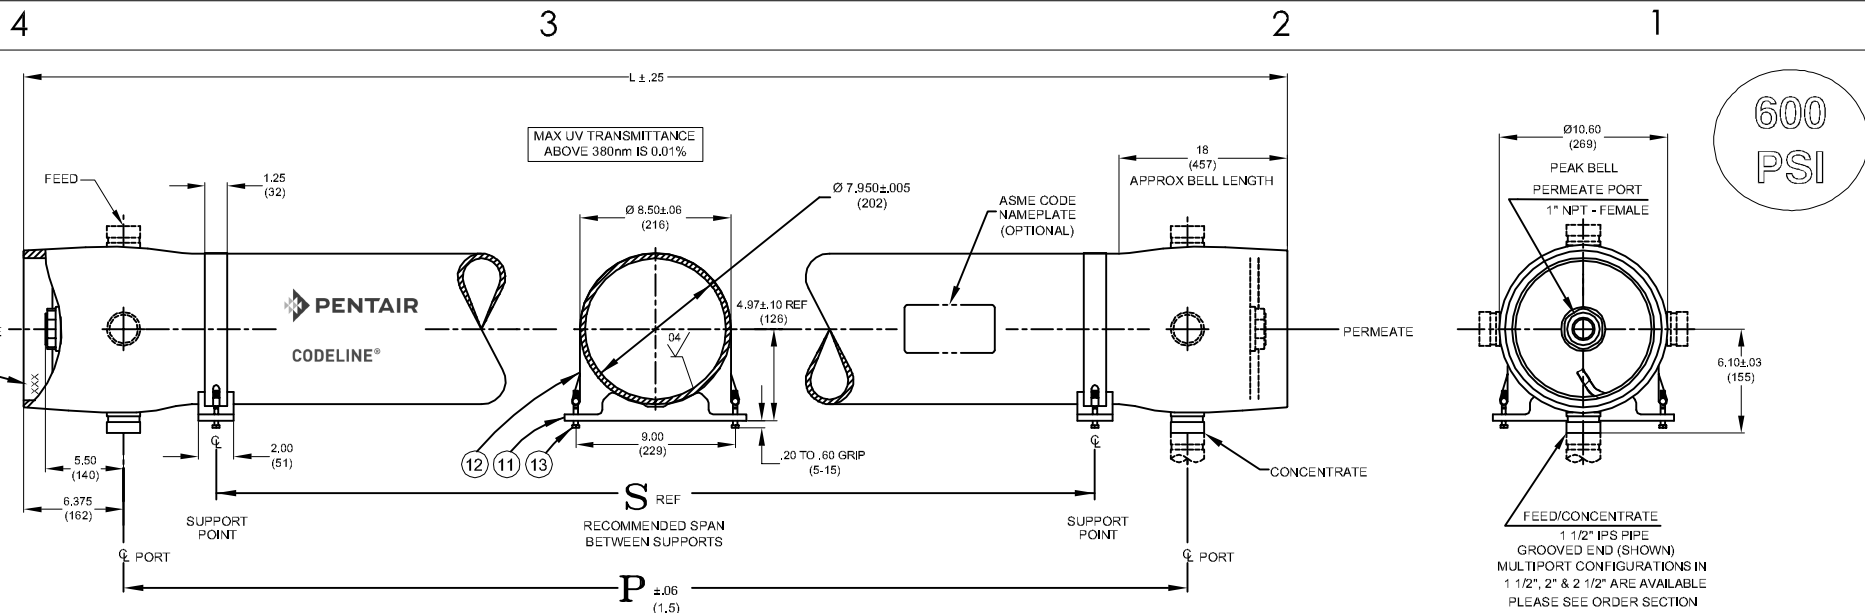 4
3
2
1
L ± .25
600
PSI
MAX UV TRANSMITTANCE
ABOVE 380nm IS 0.01%
FEED
1.25
(32)
Ø 8.50±.06
(216)
Ø 7.950±.005
(202)
ASME CODE
NAMEPLATE
(OPTIONAL)
18
(457)
APPROX BELL LENGTH
Ø10.60
(269)
PEAK BELL
PERMEATE PORT
1" NPT - FEMALE
PENTAIR
CODELINE®
4.97±.10 REF
(126)
.04
PERMEATE
XXX
6.10±.03
(155)
5.50
(140)
6.375
(162)
2.00
(51)
℄
12
11
13
9.00
(229)
.20 TO .60 GRIP
(5-15)
℄
CONCENTRATE
S REF
SUPPORT
POINT
RECOMMENDED SPAN
BETWEEN SUPPORTS
SUPPORT
POINT
℄ PORT
℄ PORT
P ±.06
(1.5)
FEED/CONCENTRATE
1 1/2" IPS PIPE
GROOVED END (SHOWN)
MULTIPORT CONFIGURATIONS IN
1 1/2", 2" & 2 1/2" ARE AVAILABLE
PLEASE SEE ORDER SECTION